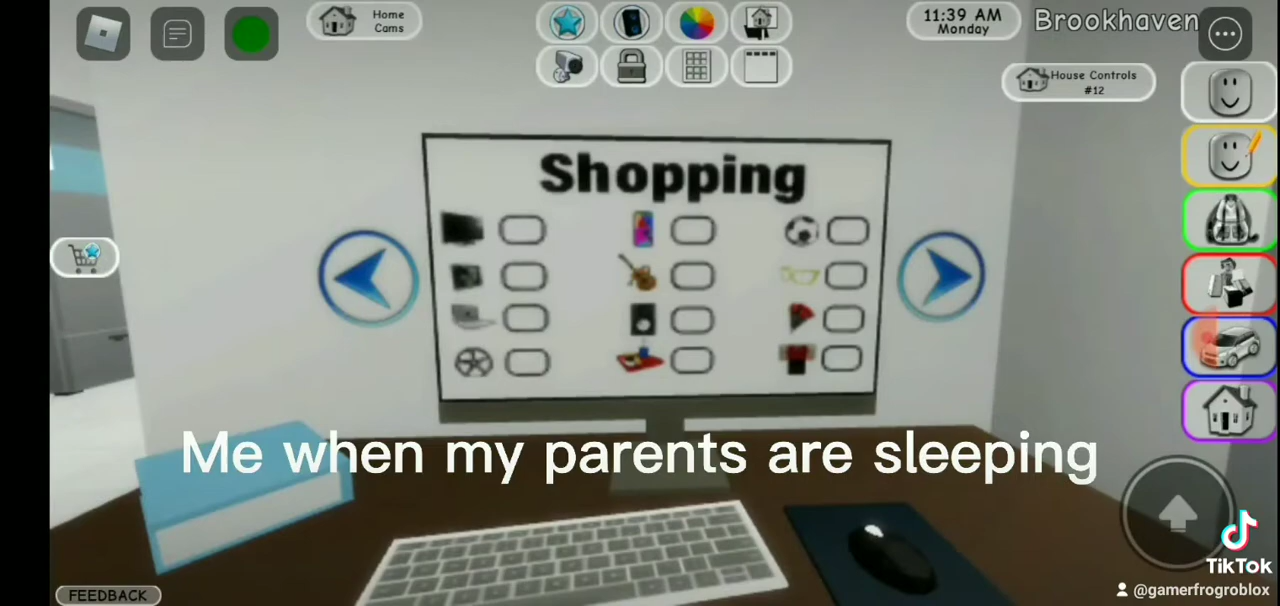 Home
Cams
11:39 AM
Monday
Brookhaven
House Controls
#12
Shopping
Me when my parents are sleeping
FEEDBACK
TikTok
@gamerfrogroblox